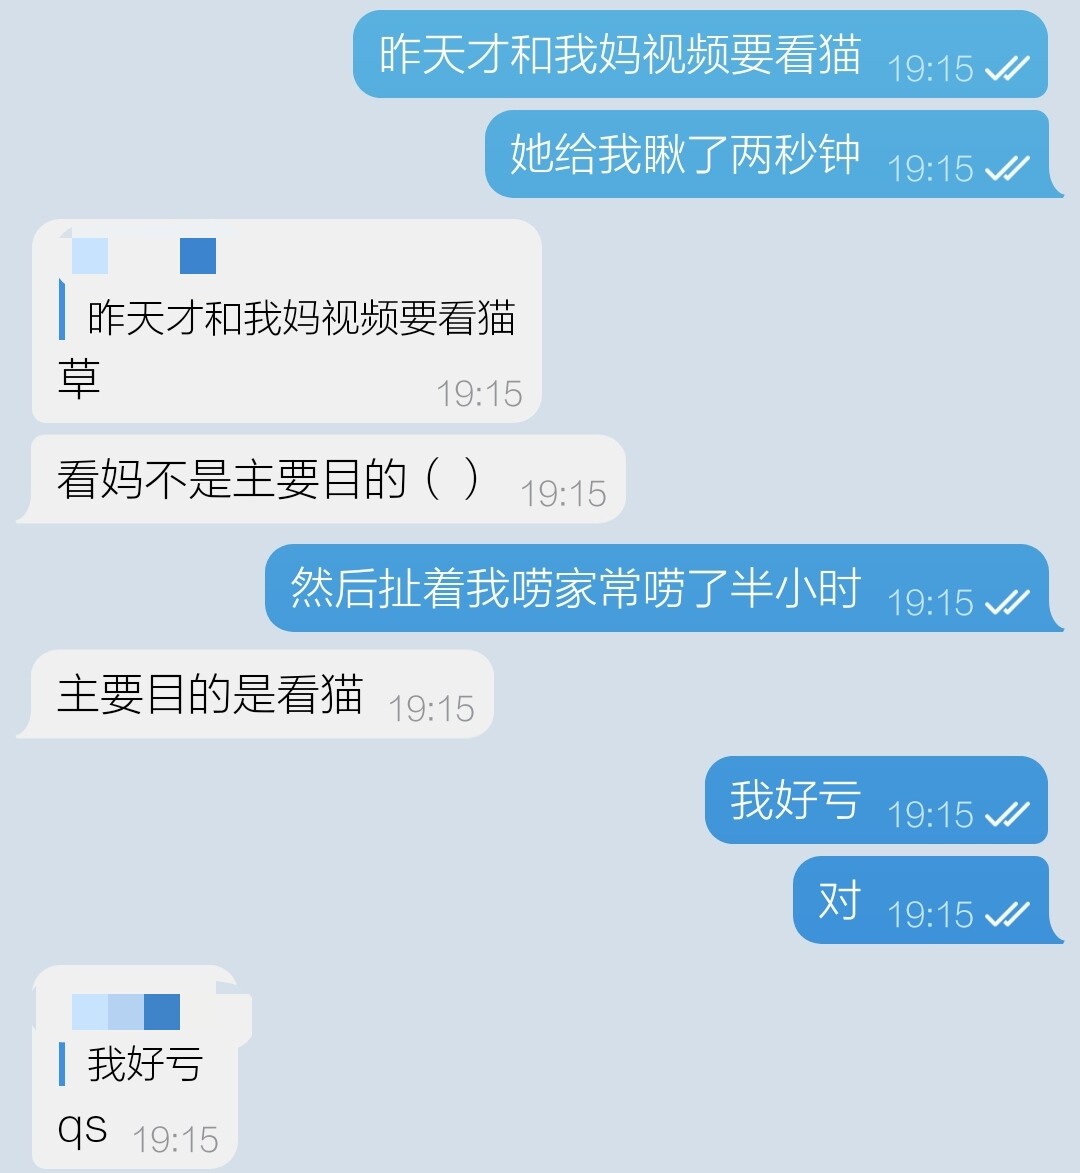 昨天才和我妈视频要看猫 19:15
她给我瞅了两秒钟 19:15
昨天才和我妈视频要看猫
草 19:15
看妈不是主要目的（ ） 19:15
然后扯着我唠家常唠了半小时 19:15
主要目的是看猫 19:15
我好亏 19:15
对 19:15
我好亏
qs 19:15